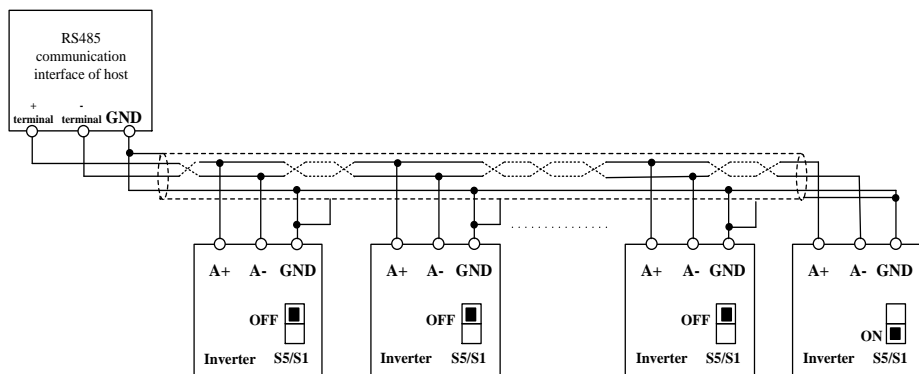 RS485
communication
interface of host
+ - GND
terminal terminal
A+ A- GND
OFF
Inverter S5/S1
A+ A- GND
OFF
Inverter S5/S1
A+ A- GND
OFF
Inverter S5/S1
A+ A- GND
ON
Inverter S5/S1